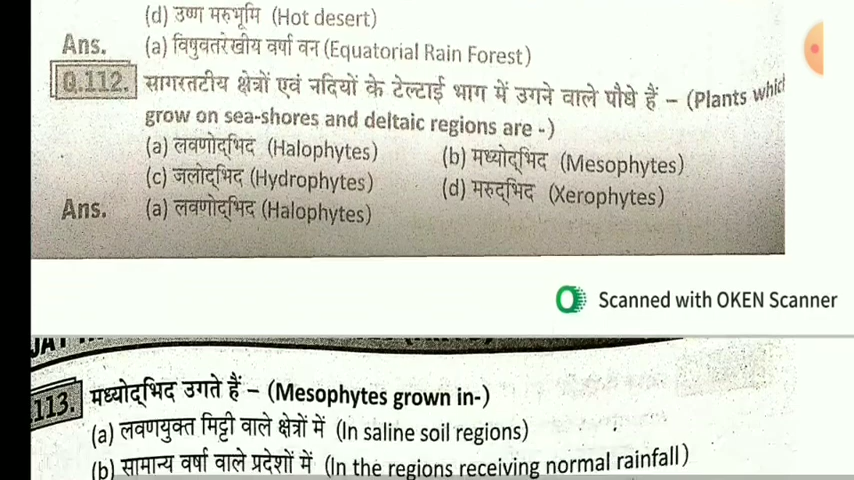 (d) उष्ण मरुभूमि (Hot desert)
Ans. (a) विषुवतरेखीय वर्षा वन (Equatorial Rain Forest)
Q.112. सागरतटीय क्षेत्रों एवं नदियों के टेल्टाई भाग में उगने वाले पौधे हैं – (Plants which
grow on sea-shores and deltaic regions are -)
(a) लवणोद्भिद (Halophytes) (b) मध्योद्भिद (Mesophytes)
(c) जलोद्भिद (Hydrophytes) (d) मरुद्भिद (Xerophytes)
Ans. (a) लवणोद्भिद (Halophytes)
Scanned with OKEN Scanner
113. मध्योद्भिद उगते हैं – (Mesophytes grown in-)
(a) लवणयुक्त मिट्टी वाले क्षेत्रों में (In saline soil regions)
(b) सामान्य वर्षा वाले प्रदेशों में (In the regions receiving normal rainfall)